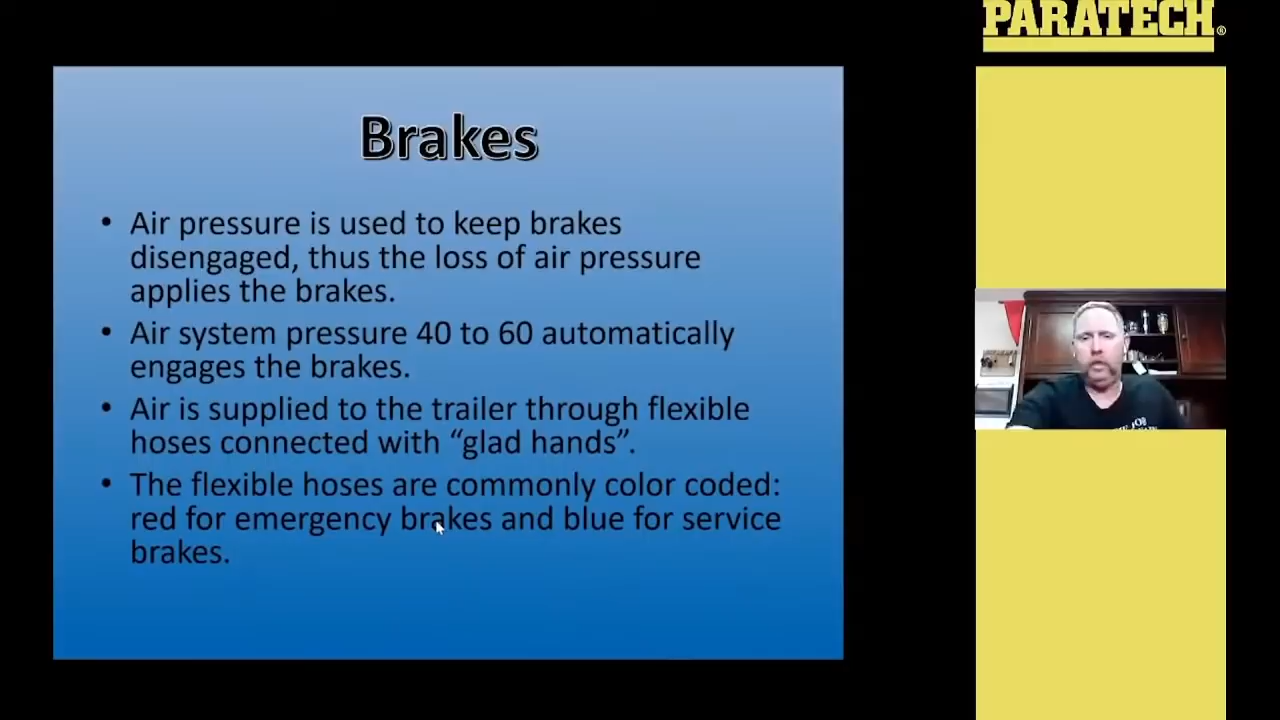 PARATECH®
Brakes
• Air pressure is used to keep brakes
disengaged, thus the loss of air pressure
applies the brakes.
• Air system pressure 40 to 60 automatically
engages the brakes.
• Air is supplied to the trailer through flexible
hoses connected with “glad hands”.
• The flexible hoses are commonly color coded:
red for emergency brakes and blue for service
brakes.